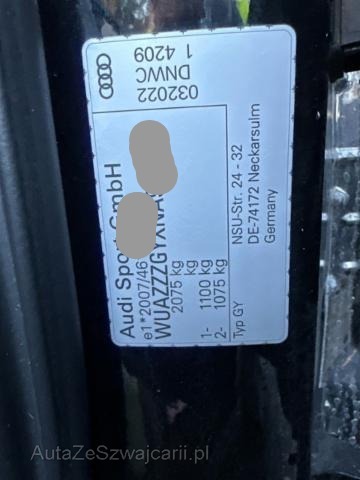 Audi Sport GmbH
e1*2007/46
WUAZZZGYXNA
2075 kg
kg
1- 1100 kg
2- 1075 kg
Typ GY
NSU-Str. 24 - 32
DE-74172 Neckarsulm
Germany
032022
DNWC
1 4209
AutaZeSzwajcarii.pl